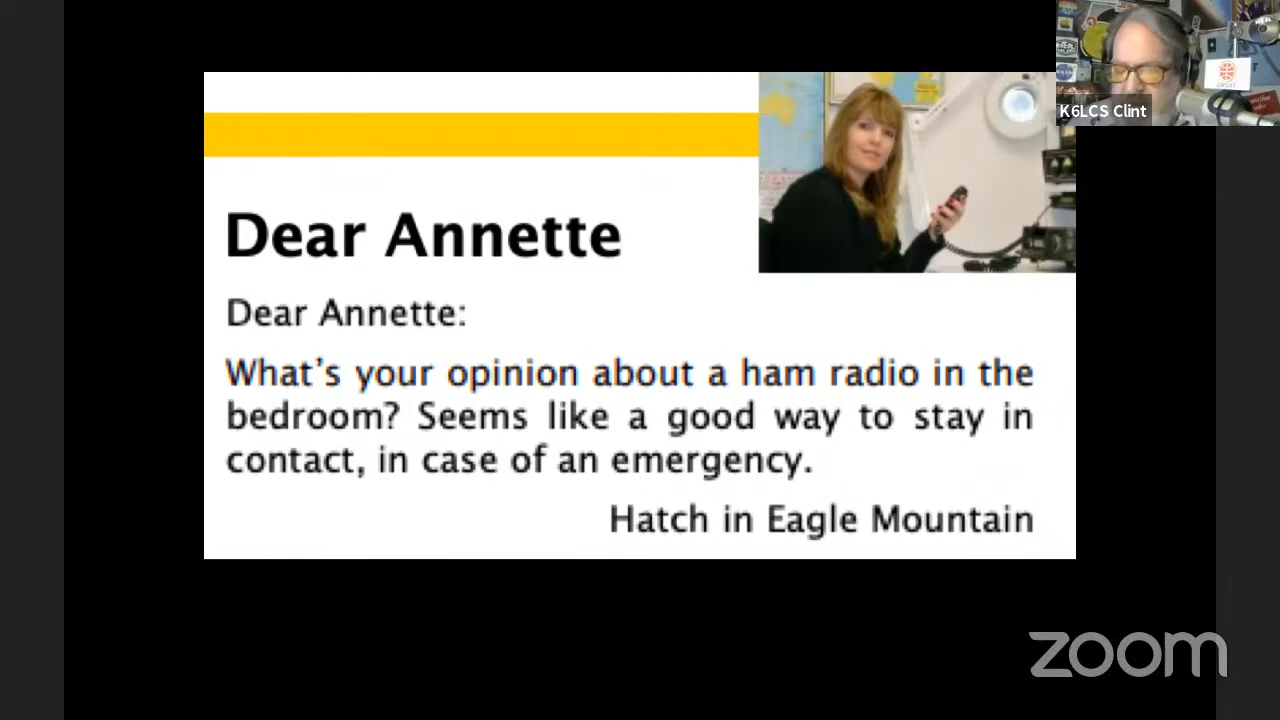 K6LCS Clint
Dear Annette
Dear Annette:
What's your opinion about a ham radio in the
bedroom? Seems like a good way to stay in
contact, in case of an emergency.
Hatch in Eagle Mountain
zoom